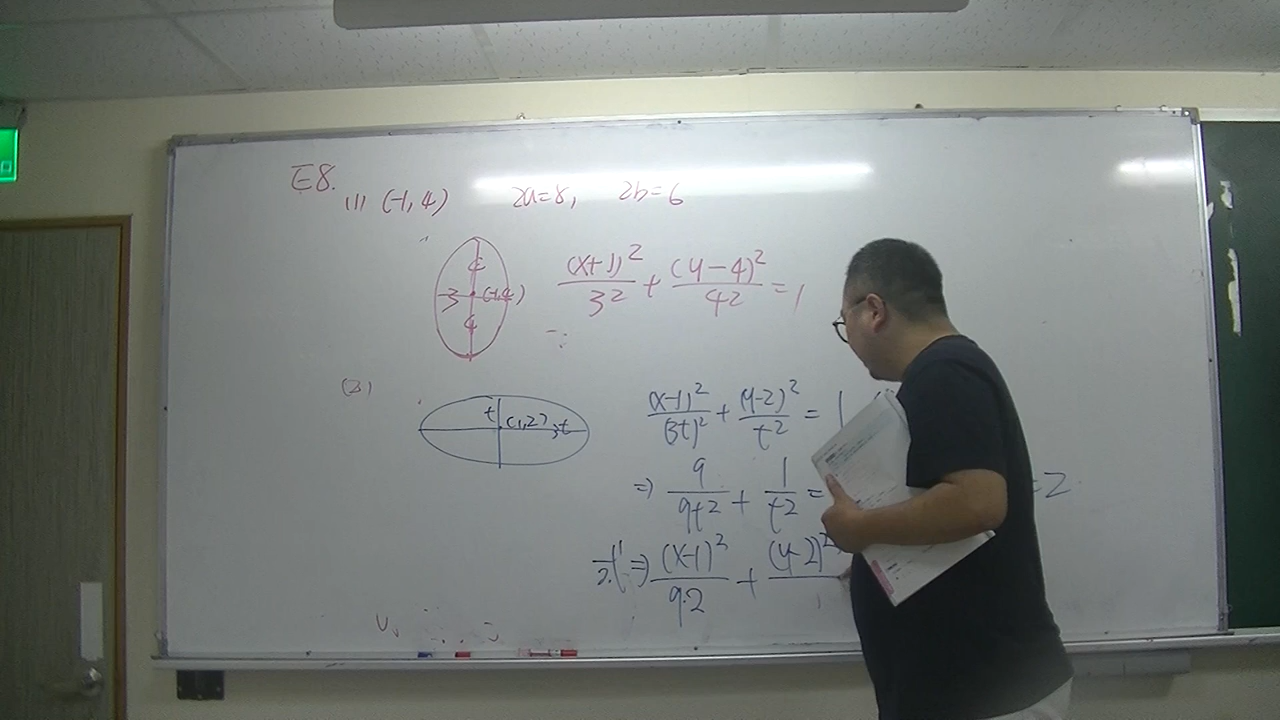 E8.
(1) (-1, 4)   2a=8,   2b=6
4
3 (-1,4)
4
(x+1)²/3² + (y-4)²/4² = 1
(2)
t (1,2) 3t
(x-1)²/(3t)² + (y-2)²/t² = 1
⇒ 9/9t² + 1/t² =   =2
⇒ (x-1)²/9·2 + (y-2)²